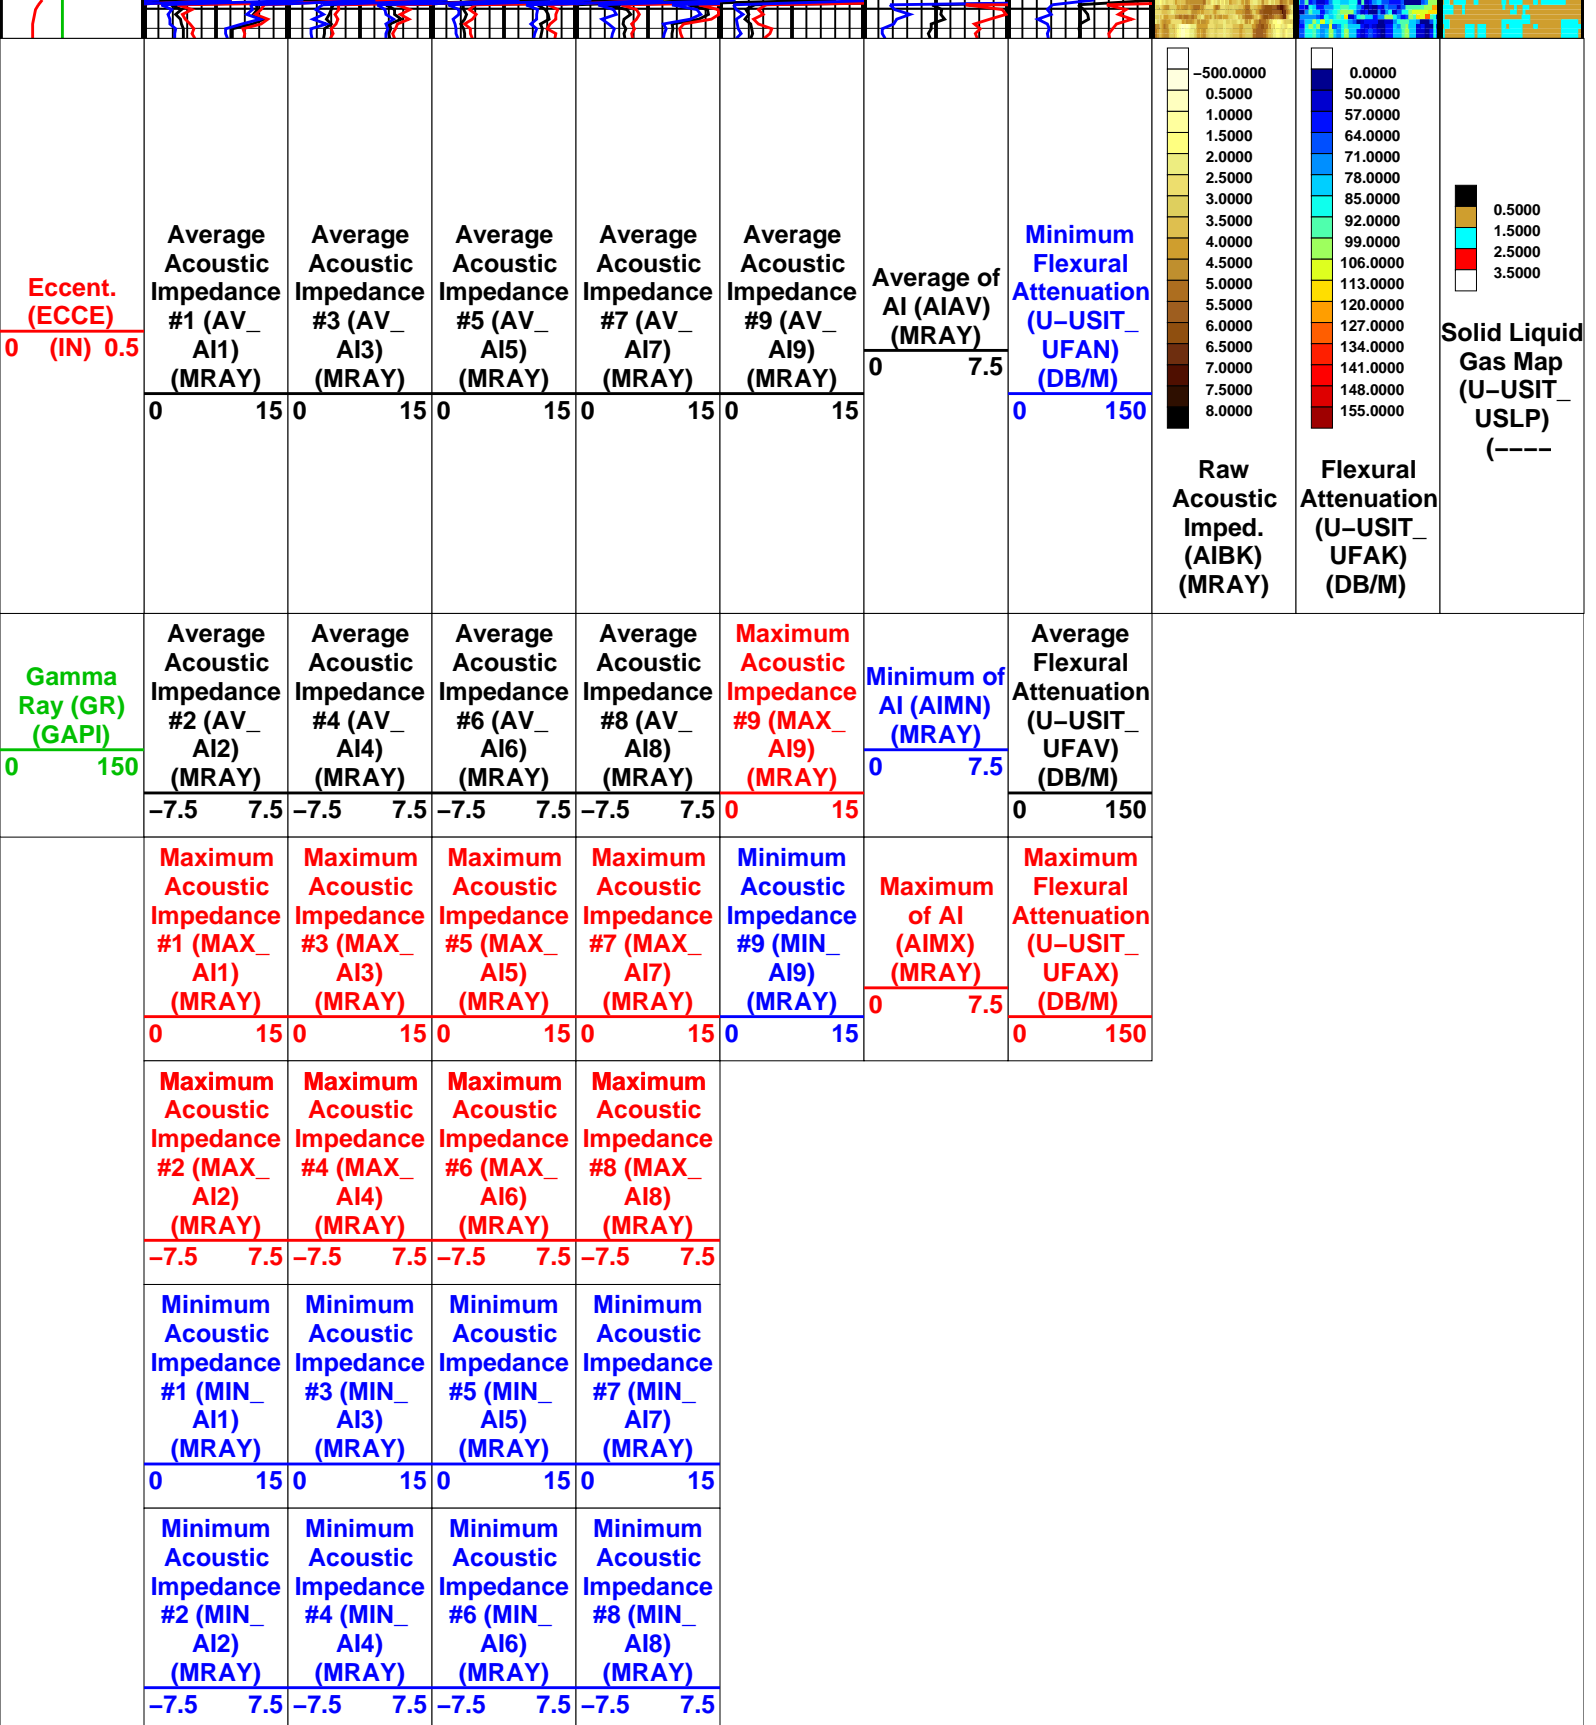 Eccent.
(ECCE)
0 (IN) 0.5
Average
Acoustic
Impedance
#1 (AV_
AI1)
(MRAY)
0 15
Average
Acoustic
Impedance
#3 (AV_
AI3)
(MRAY)
0 15
Average
Acoustic
Impedance
#5 (AV_
AI5)
(MRAY)
0 15
Average
Acoustic
Impedance
#7 (AV_
AI7)
(MRAY)
0 15
Average
Acoustic
Impedance
#9 (AV_
AI9)
(MRAY)
0 15
Average of
AI (AIAV)
(MRAY)
0 7.5
Minimum
Flexural
Attenuation
(U−USIT_
UFAN)
(DB/M)
0 150
−500.0000
0.5000
1.0000
1.5000
2.0000
2.5000
3.0000
3.5000
4.0000
4.5000
5.0000
5.5000
6.0000
6.5000
7.0000
7.5000
8.0000
Raw
Acoustic
Imped.
(AIBK)
(MRAY)
0.0000
50.0000
57.0000
64.0000
71.0000
78.0000
85.0000
92.0000
99.0000
106.0000
113.0000
120.0000
127.0000
134.0000
141.0000
148.0000
155.0000
Flexural
Attenuation
(U−USIT_
UFAK)
(DB/M)
0.5000
1.5000
2.5000
3.5000
Solid Liquid
Gas Map
(U−USIT_
USLP)
(−−−−
Gamma
Ray (GR)
(GAPI)
0 150
Average
Acoustic
Impedance
#2 (AV_
AI2)
(MRAY)
−7.5 7.5
Average
Acoustic
Impedance
#4 (AV_
AI4)
(MRAY)
−7.5 7.5
Average
Acoustic
Impedance
#6 (AV_
AI6)
(MRAY)
−7.5 7.5
Average
Acoustic
Impedance
#8 (AV_
AI8)
(MRAY)
−7.5 7.5
Maximum
Acoustic
Impedance
#9 (MAX_
AI9)
(MRAY)
0 15
Minimum of
AI (AIMN)
(MRAY)
0 7.5
Average
Flexural
Attenuation
(U−USIT_
UFAV)
(DB/M)
0 150
Maximum
Acoustic
Impedance
#1 (MAX_
AI1)
(MRAY)
0 15
Maximum
Acoustic
Impedance
#3 (MAX_
AI3)
(MRAY)
0 15
Maximum
Acoustic
Impedance
#5 (MAX_
AI5)
(MRAY)
0 15
Maximum
Acoustic
Impedance
#7 (MAX_
AI7)
(MRAY)
0 15
Minimum
Acoustic
Impedance
#9 (MIN_
AI9)
(MRAY)
0 15
Maximum
of AI
(AIMX)
(MRAY)
0 7.5
Maximum
Flexural
Attenuation
(U−USIT_
UFAX)
(DB/M)
0 150
Maximum
Acoustic
Impedance
#2 (MAX_
AI2)
(MRAY)
−7.5 7.5
Maximum
Acoustic
Impedance
#4 (MAX_
AI4)
(MRAY)
−7.5 7.5
Maximum
Acoustic
Impedance
#6 (MAX_
AI6)
(MRAY)
−7.5 7.5
Maximum
Acoustic
Impedance
#8 (MAX_
AI8)
(MRAY)
−7.5 7.5
Minimum
Acoustic
Impedance
#1 (MIN_
AI1)
(MRAY)
0 15
Minimum
Acoustic
Impedance
#3 (MIN_
AI3)
(MRAY)
0 15
Minimum
Acoustic
Impedance
#5 (MIN_
AI5)
(MRAY)
0 15
Minimum
Acoustic
Impedance
#7 (MIN_
AI7)
(MRAY)
0 15
Minimum
Acoustic
Impedance
#2 (MIN_
AI2)
(MRAY)
−7.5 7.5
Minimum
Acoustic
Impedance
#4 (MIN_
AI4)
(MRAY)
−7.5 7.5
Minimum
Acoustic
Impedance
#6 (MIN_
AI6)
(MRAY)
−7.5 7.5
Minimum
Acoustic
Impedance
#8 (MIN_
AI8)
(MRAY)
−7.5 7.5